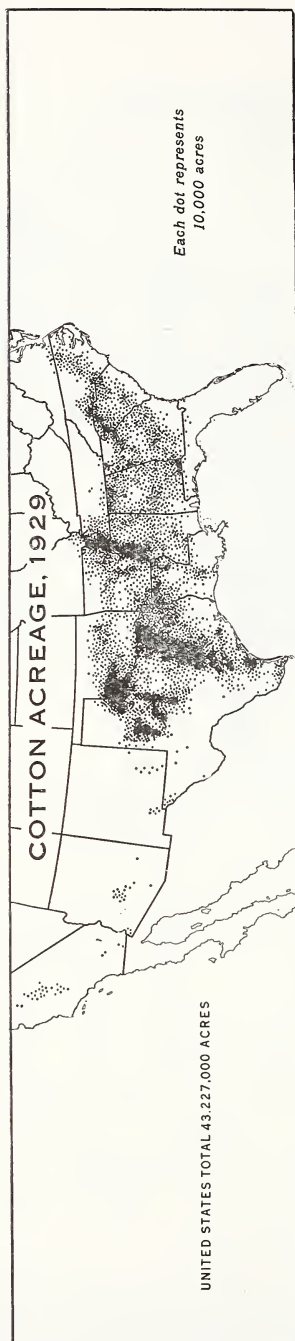 COTTON ACREAGE, 1929
Each dot represents
10,000 acres
UNITED STATES TOTAL 43,227,000 ACRES